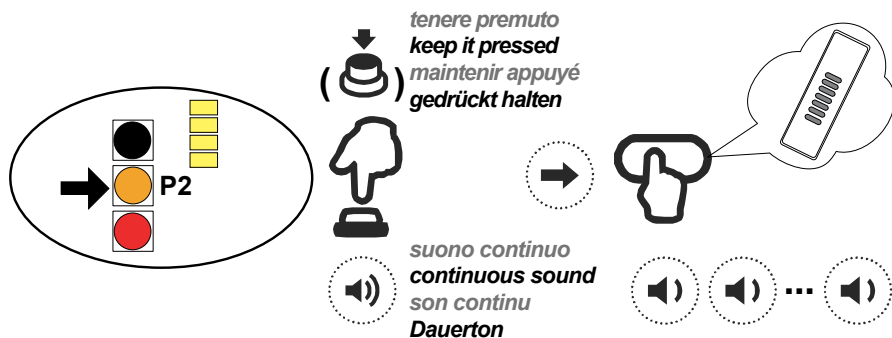 tenere premuto
keep it pressed
maintenir appuyé
gedrückt halten
P2
suono continuo
continuous sound
son continu
Dauerton